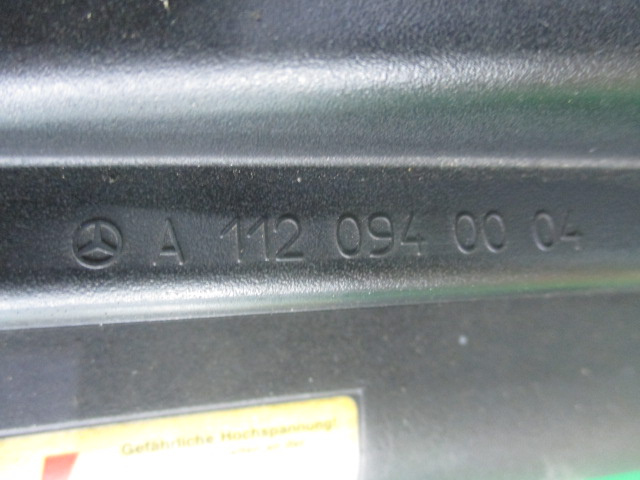 A 112 094 00 04
Gefährliche Hochspannung!